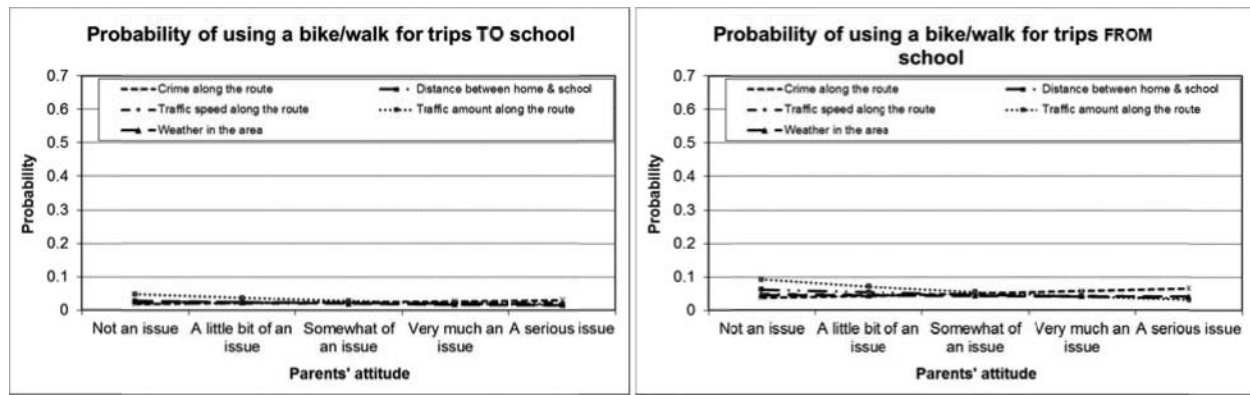 Probability of using a bike/walk for trips TO school
0.7
0.6
0.5
0.4
0.3
0.2
0.1
0
Probability
Crime along the route
Distance between home & school
Traffic speed along the route
Traffic amount along the route
Weather in the area
Not an issue
A little bit of an
issue
Somewhat of
an issue
Very much an
issue
A serious issue
Parents' attitude
Probability of using a bike/walk for trips FROM
school
0.7
0.6
0.5
0.4
0.3
0.2
0.1
0
Probability
Crime along the route
Distance between home & school
Traffic speed along the route
Traffic amount along the route
Weather in the area
Not an issue
A little bit of an
issue
Somewhat of
an issue
Very much an
issue
A serious issue
Parents' attitude